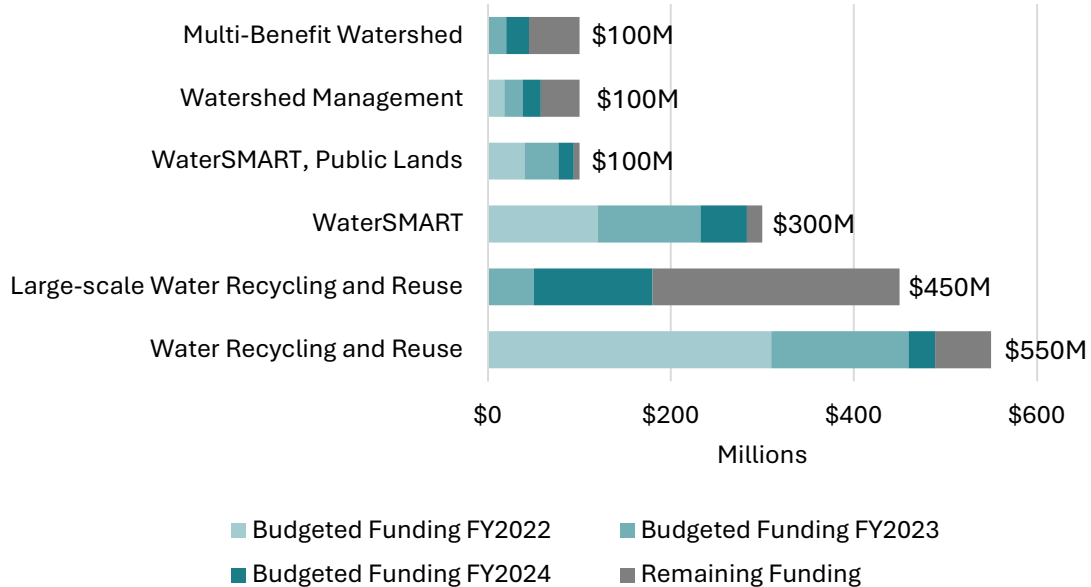 Multi-Benefit Watershed $100M
Watershed Management $100M
WaterSMART, Public Lands $100M
WaterSMART $300M
Large-scale Water Recycling and Reuse $450M
Water Recycling and Reuse $550M
$0 $200 $400 $600
Millions
Budgeted Funding FY2022 Budgeted Funding FY2023
Budgeted Funding FY2024 Remaining Funding